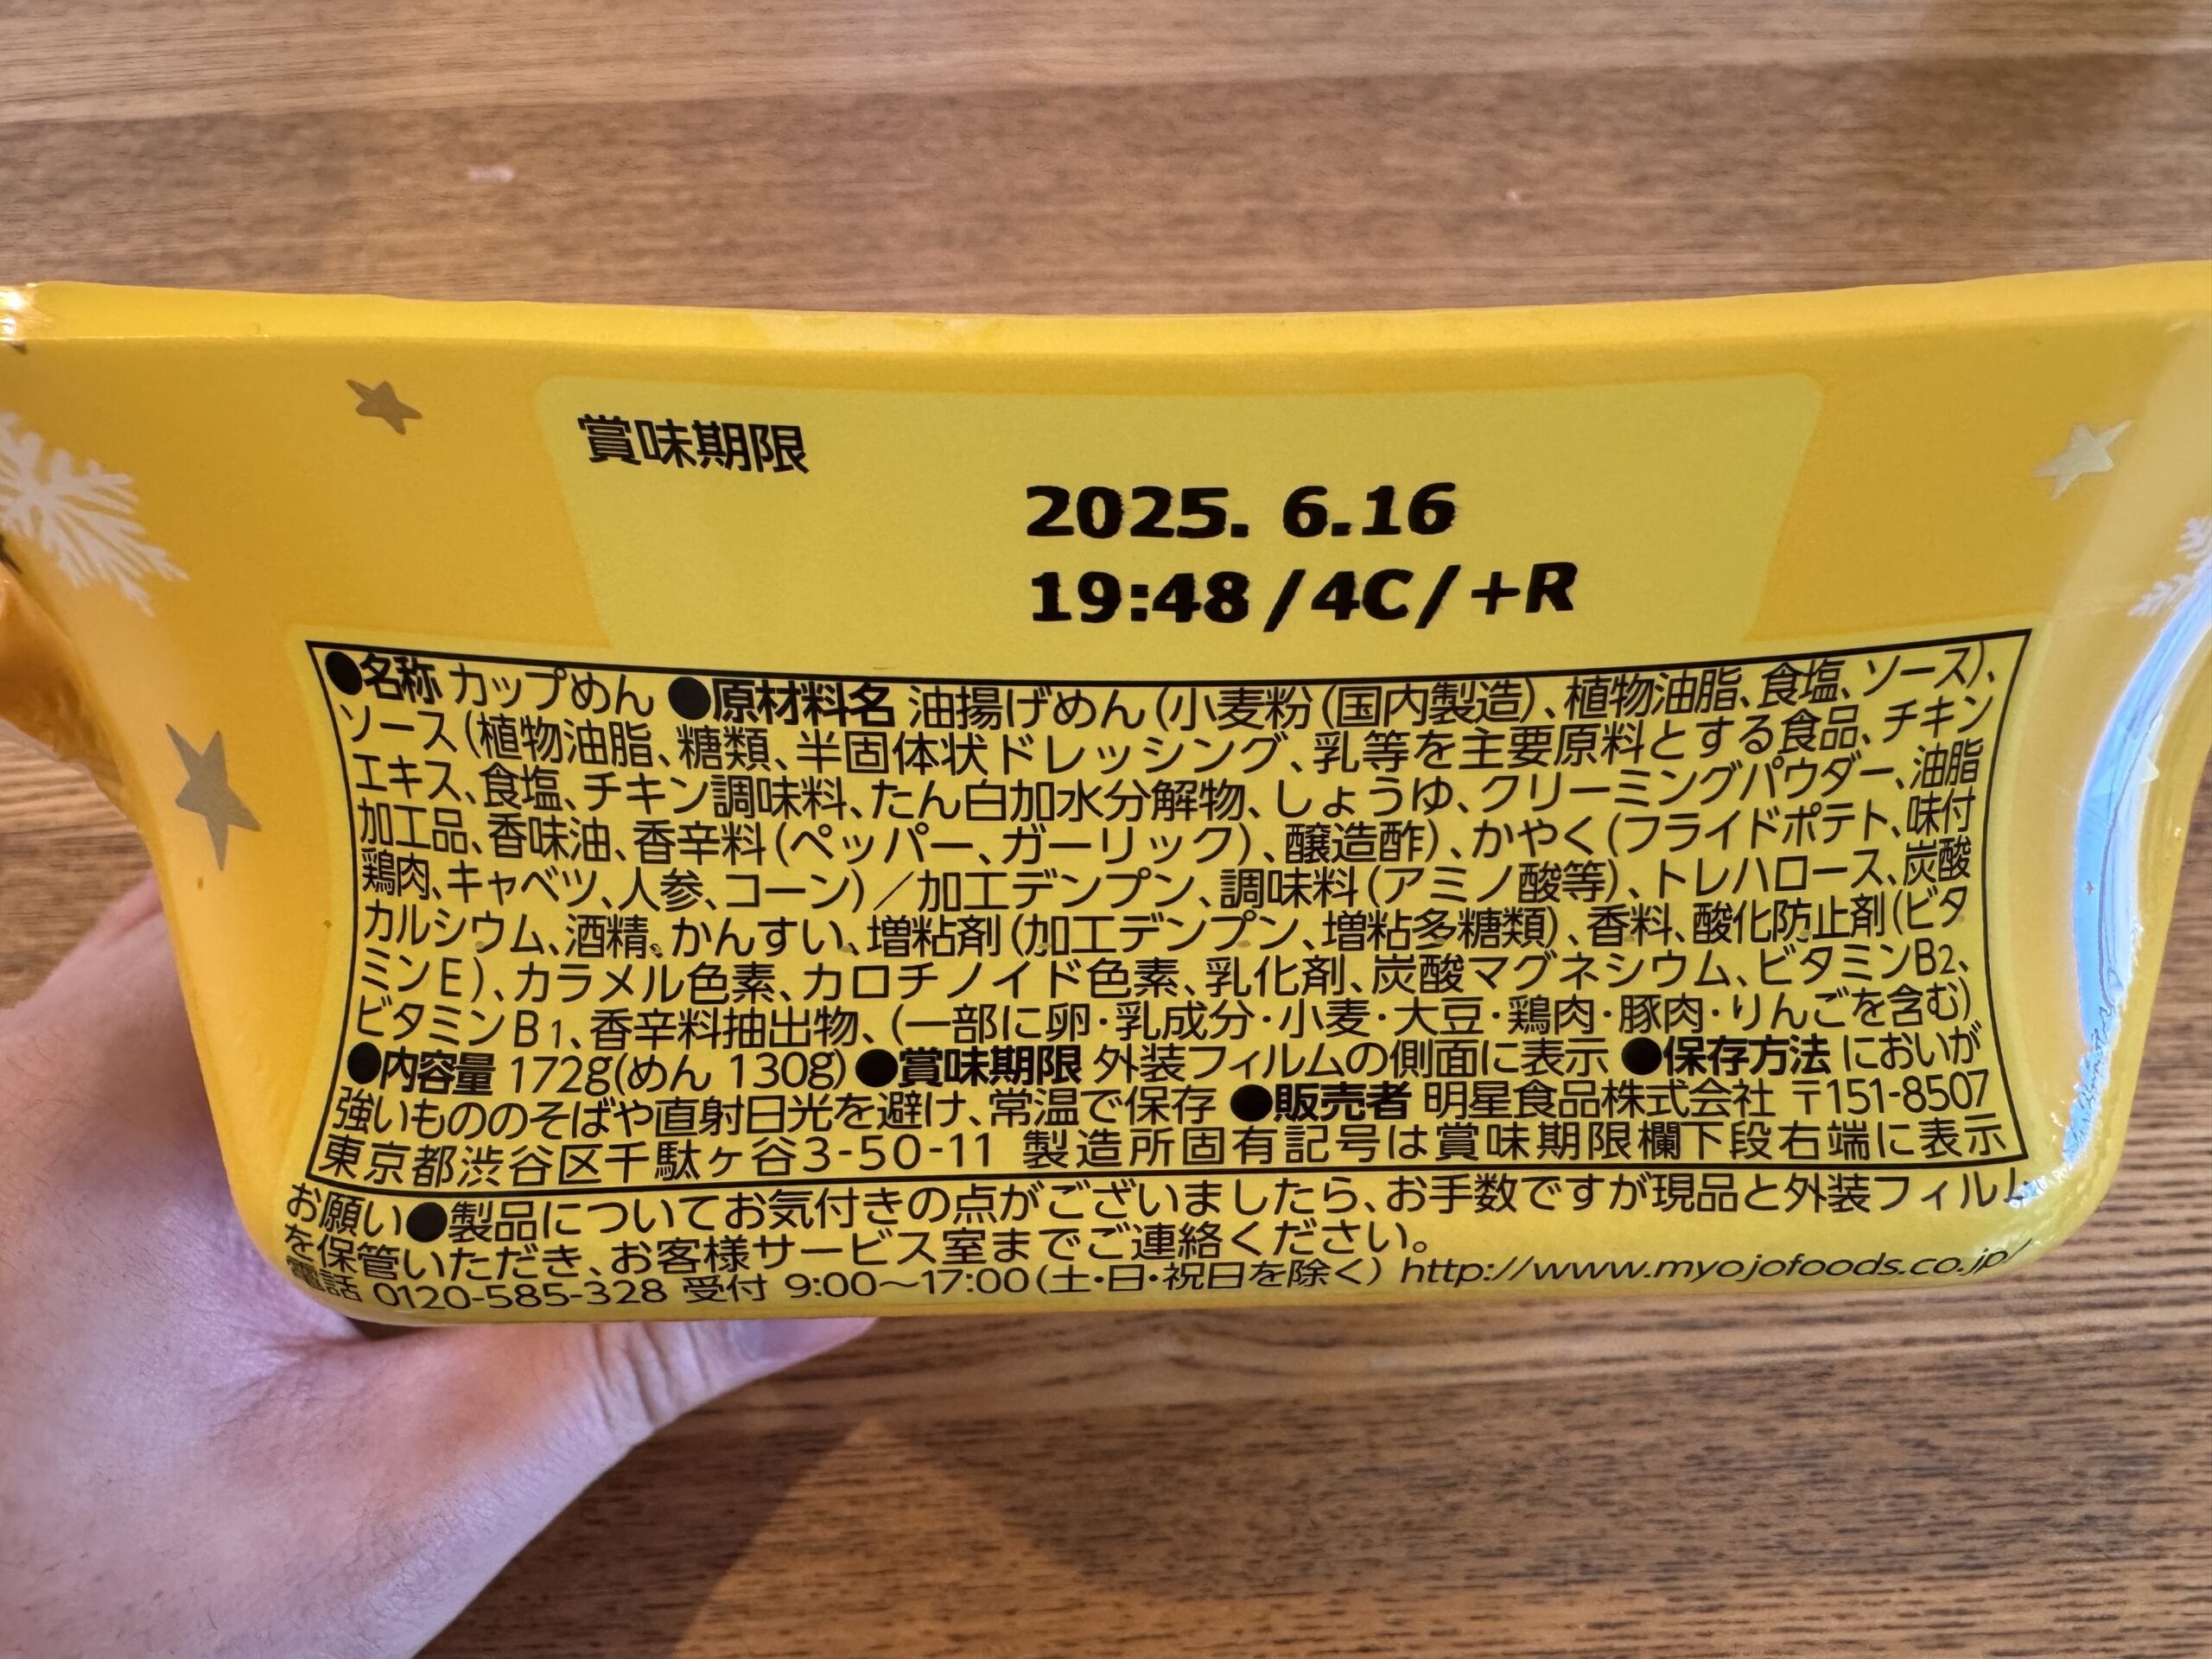 賞味期限
2025. 6.16
19:48/4C/+R
●名称 カップめん ●原材料名 油揚げめん(小麦粉(国内製造)、植物油脂、食塩、ソース)、
ソース(植物油脂、糖類、半固体状ドレッシング、乳等を主要原料とする食品、チキン
エキス、食塩、チキン調味料、たん白加水分解物、しょうゆ、クリーミングパウダー、油脂
加工品、香味油、香辛料(ペッパー、ガーリック)、醸造酢)、かやく(フライドポテト、味付
鶏肉、キャベツ、人参、コーン)/加工デンプン、調味料(アミノ酸等)、トレハロース、炭酸
カルシウム、酒精、かんすい、増粘剤(加工デンプン、増粘多糖類)、香料、酸化防止剤(ビタ
ミンE)、カラメル色素、カロチノイド色素、乳化剤、炭酸マグネシウム、ビタミンB2、
ビタミンB1、香辛料抽出物、(一部に卵・乳成分・小麦・大豆・鶏肉・豚肉・りんごを含む)
●内容量 172g(めん 130g) ●賞味期限 外装フィルムの側面に表示 ●保存方法 においが
強いもののそばや直射日光を避け、常温で保存 ●販売者 明星食品株式会社 〒151-8507
東京都渋谷区千駄ヶ谷3-50-11 製造所固有記号は賞味期限欄下段右端に表示
お願い●製品についてお気付きの点がございましたら、お手数ですが現品と外装フィルム
を保管いただき、お客様サービス室までご連絡ください。
電話 0120-585-328 受付 9:00〜17:00(土・日・祝日を除く) http://www.myojofoods.co.jp/